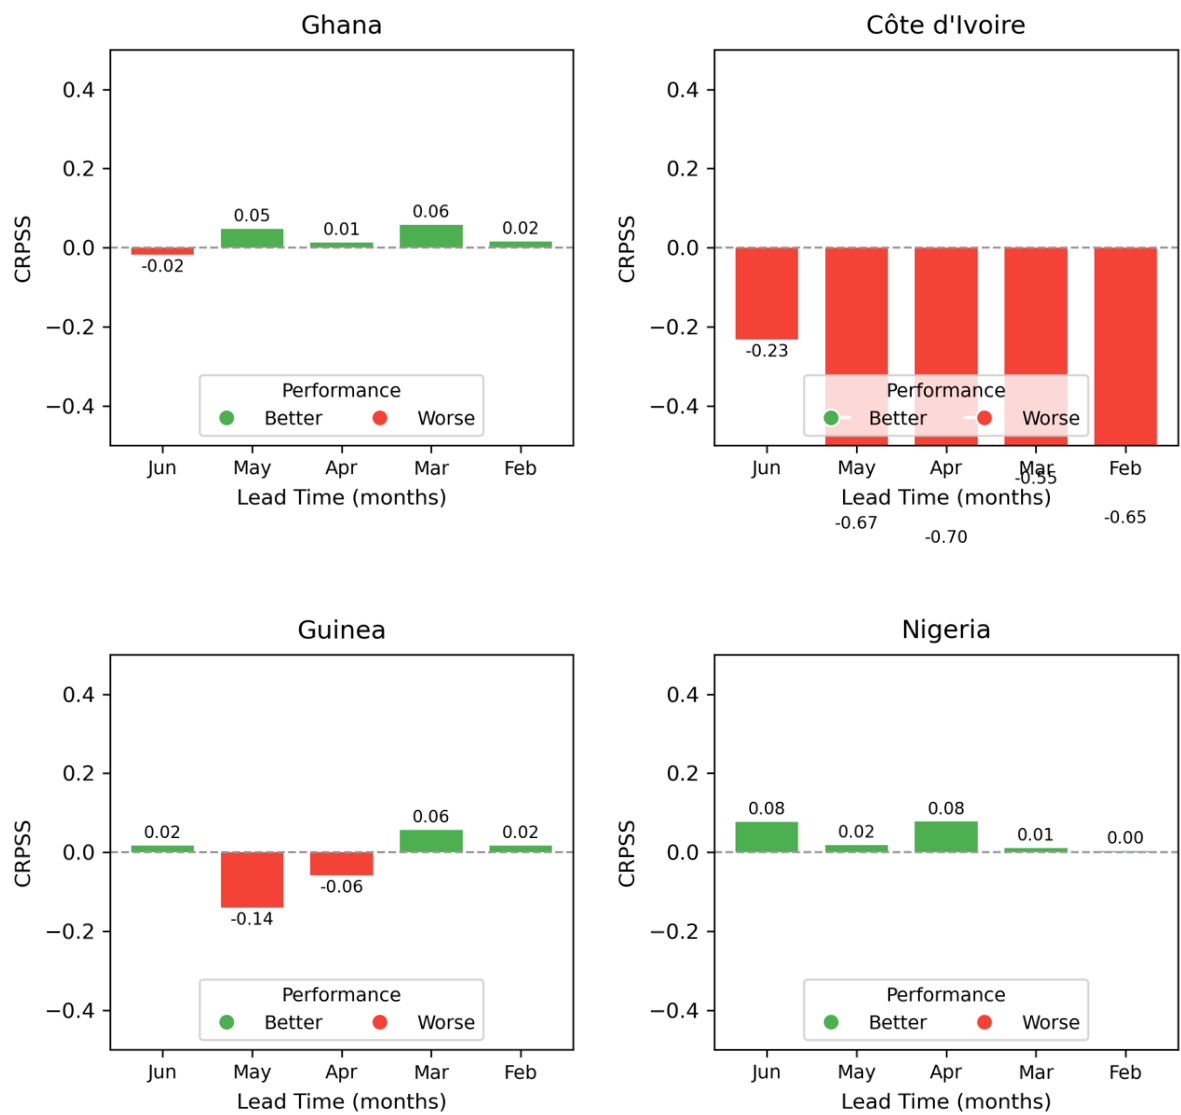 Ghana
CRPSS
0.4
0.2
0.0
−0.2
−0.4
-0.02
0.05
0.01
0.06
0.02
Performance
Better Worse
Jun May Apr Mar Feb
Lead Time (months)
Côte d'Ivoire
CRPSS
0.4
0.2
0.0
−0.2
−0.4
-0.23
Performance
Better Worse
Jun May Apr Mar Feb
-0.55
Lead Time (months)
-0.67
-0.70
-0.65
Guinea
CRPSS
0.4
0.2
0.0
−0.2
−0.4
0.02
-0.14
-0.06
0.06
0.02
Performance
Better Worse
Jun May Apr Mar Feb
Lead Time (months)
Nigeria
CRPSS
0.4
0.2
0.0
−0.2
−0.4
0.08
0.02
0.08
0.01
0.00
Performance
Better Worse
Jun May Apr Mar Feb
Lead Time (months)